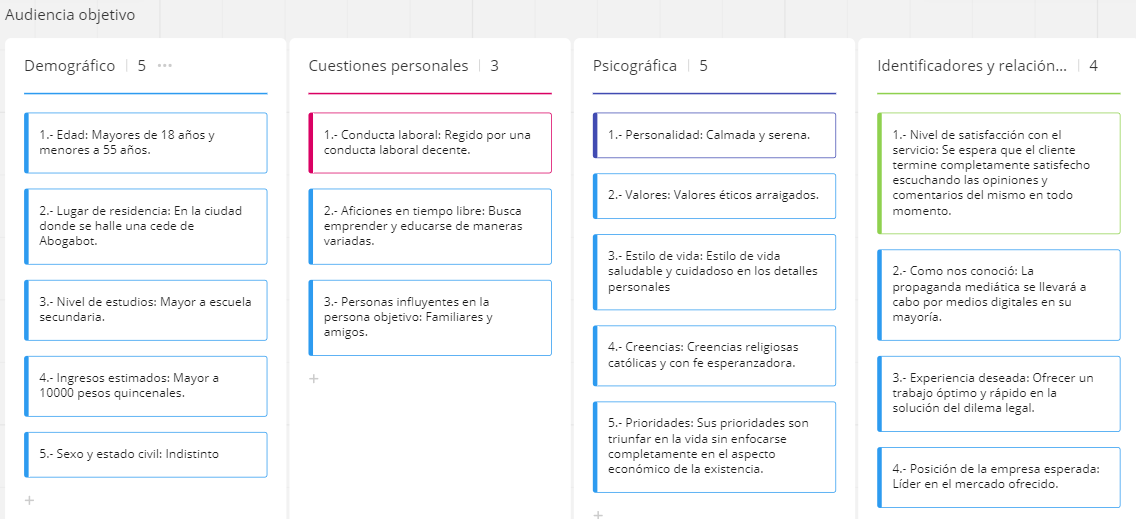 Audiencia objetivo
Demográfico 5
1.- Edad: Mayores de 18 años y
menores a 55 años.
2.- Lugar de residencia: En la ciudad
donde se halle una cede de
Abogabot.
3.- Nivel de estudios: Mayor a escuela
secundaria.
4.- Ingresos estimados: Mayor a
10000 pesos quincenales.
5.- Sexo y estado civil: Indistinto
Cuestiones personales 3
1.- Conducta laboral: Regido por una
conducta laboral decente.
2.- Aficiones en tiempo libre: Busca
emprender y educarse de maneras
variadas.
3.- Personas influyentes en la
persona objetivo: Familiares y
amigos.
Psicográfica 5
1.- Personalidad: Calmada y serena.
2.- Valores: Valores éticos arraigados.
3.- Estilo de vida: Estilo de vida
saludable y cuidadoso en los detalles
personales
4.- Creencias: Creencias religiosas
católicas y con fe esperanzadora.
5.- Prioridades: Sus prioridades son
triunfar en la vida sin enfocarse
completamente en el aspecto
económico de la existencia.
Identificadores y relación... 4
1.- Nivel de satisfacción con el
servicio: Se espera que el cliente
termine completamente satisfecho
escuchando las opiniones y
comentarios del mismo en todo
momento.
2.- Como nos conoció: La
propaganda mediática se llevará a
cabo por medios digitales en su
mayoría.
3.- Experiencia deseada: Ofrecer un
trabajo óptimo y rápido en la
solución del dilema legal.
4.- Posición de la empresa esperada:
Líder en el mercado ofrecido.